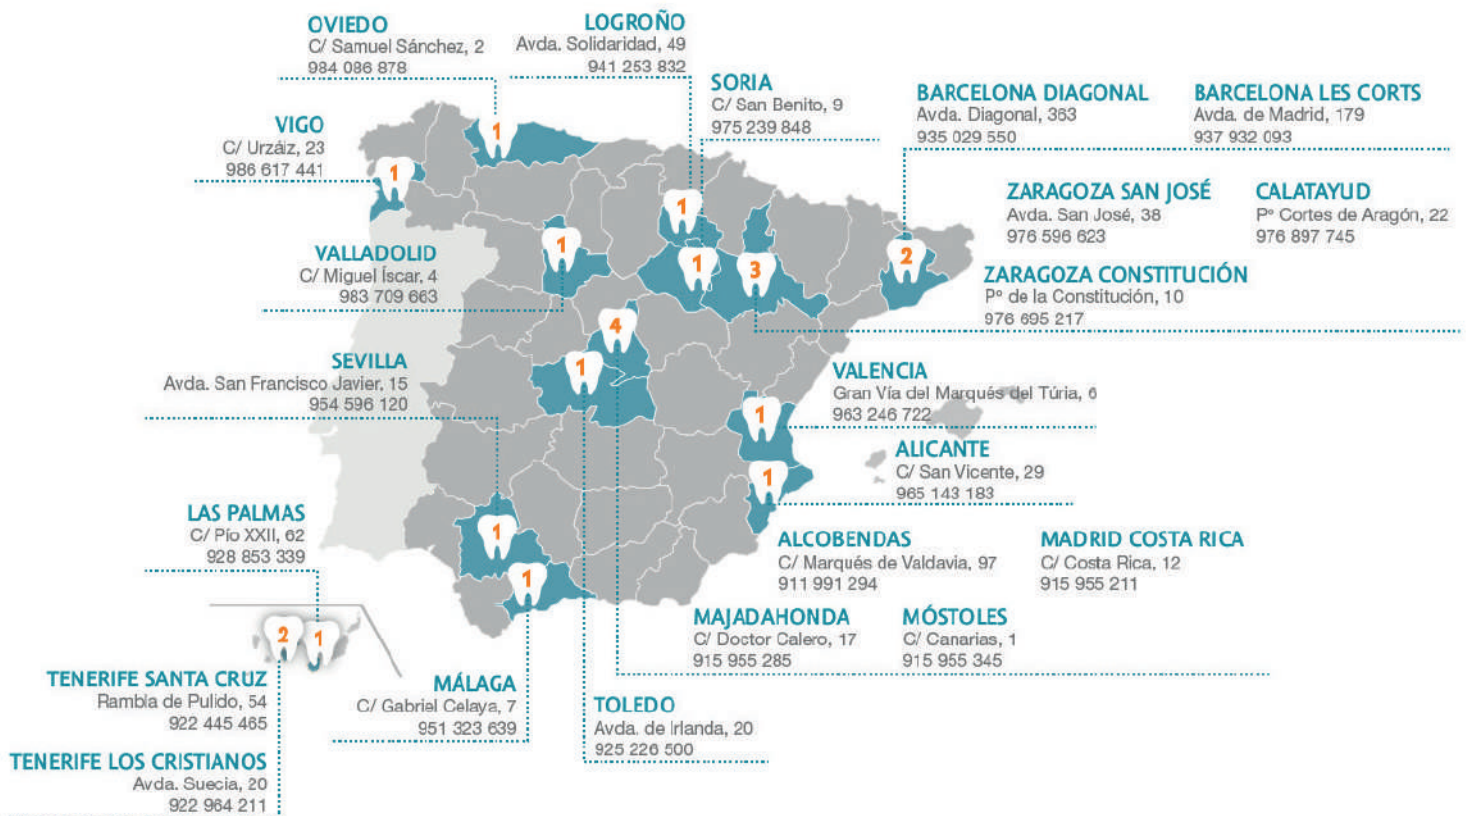 OVIEDO
C/ Samuel Sánchez, 2
984 086 878
LOGROÑO
Avda. Solidaridad, 49
941 253 832
SORIA
C/ San Benito, 9
975 239 848
BARCELONA DIAGONAL
Avda. Diagonal, 363
935 029 550
BARCELONA LES CORTS
Avda. de Madrid, 179
937 932 093
VIGO
C/ Urzáiz, 23
986 617 441
ZARAGOZA SAN JOSÉ
Avda. San José, 38
976 596 623
CALATAYUD
Pº Cortes de Aragón, 22
976 897 745
VALLADOLID
C/ Miguel Íscar, 4
983 709 663
ZARAGOZA CONSTITUCIÓN
Pº de la Constitución, 10
976 695 217
1
1
1
1
1
3
2
4
1
1
1
1
1
2
1
SEVILLA
Avda. San Francisco Javier, 15
954 596 120
VALENCIA
Gran Vía del Marqués del Túria, 6
963 246 722
ALICANTE
C/ San Vicente, 29
965 143 183
LAS PALMAS
C/ Pío XXII, 62
928 853 339
ALCOBENDAS
C/ Marqués de Valdavia, 97
911 991 294
MADRID COSTA RICA
C/ Costa Rica, 12
915 955 211
MAJADAHONDA
C/ Doctor Calero, 17
915 955 285
MÓSTOLES
C/ Canarias, 1
915 955 345
TENERIFE SANTA CRUZ
Rambla de Pulido, 54
922 445 465
MÁLAGA
C/ Gabriel Celaya, 7
951 323 639
TOLEDO
Avda. de Irlanda, 20
925 226 500
TENERIFE LOS CRISTIANOS
Avda. Suecia, 20
922 964 211